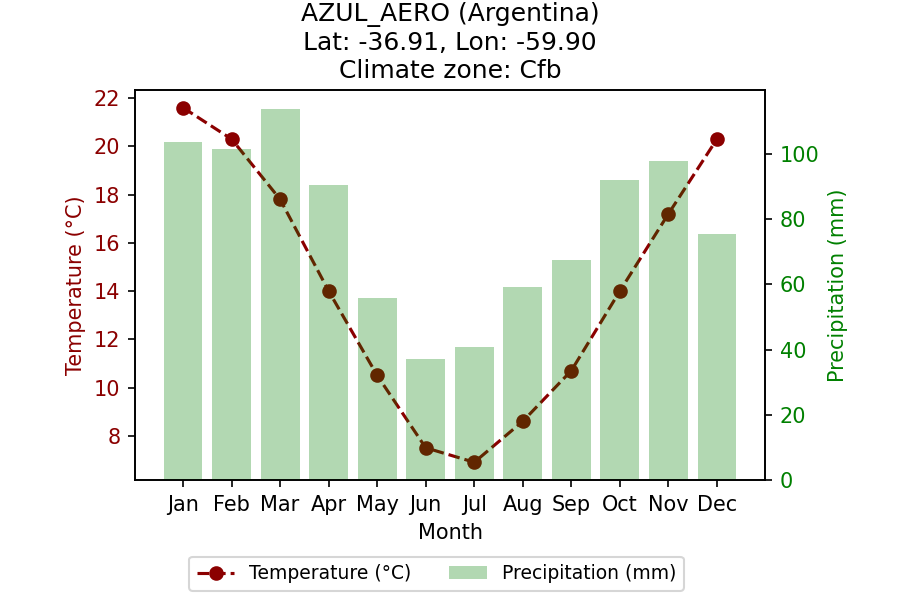 AZUL_AERO (Argentina)
Lat: -36.91, Lon: -59.90
Climate zone: Cfb
22
20
18
16
14
12
10
8
Temperature (°C)
100
80
60
40
20
0
Precipitation (mm)
Jan Feb Mar Apr May Jun Jul Aug Sep Oct Nov Dec
Month
Temperature (°C) Precipitation (mm)